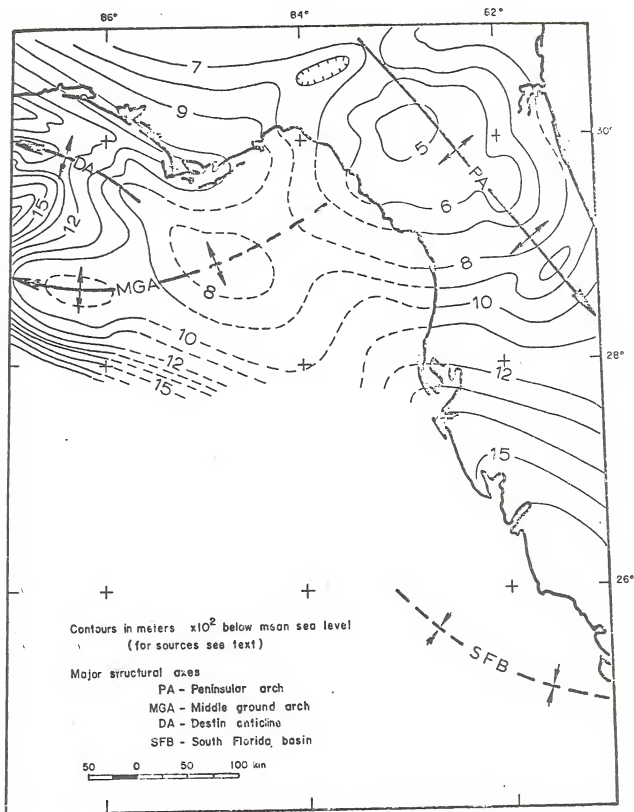 86° 84° 82°
7
9
30°
5
DA
PA
15
12
6
8
MGA
8
10
10
28°
12
12
15
15
26°
Contours in meters x10² below mean sea level
(for sources see text)
SFB
Major structural axes
PA - Peninsular arch
MGA - Middle ground arch
DA - Destin anticline
SFB - South Florida basin
50 0 50 100 km